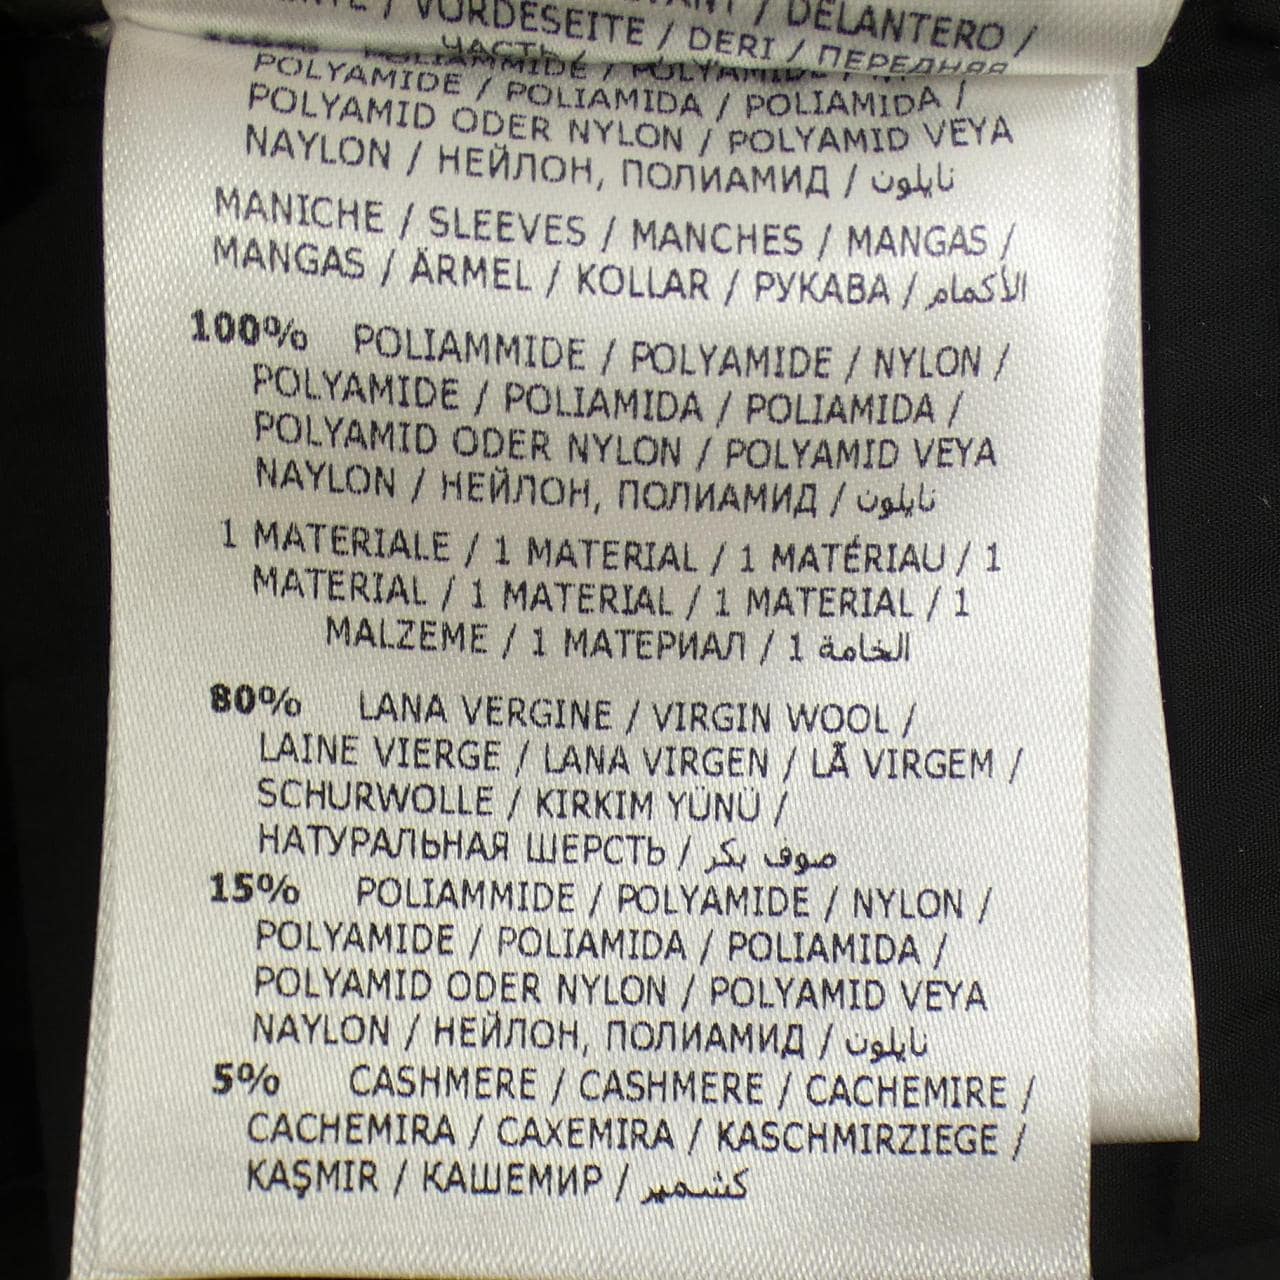 / VORDESEITE / DERI / ПЕРЕДНЯЯ
/ DELANTERO /
ЧАСТЬ /
POLIAMMIDE / POLYAMIDE /
POLYAMIDE / POLIAMIDA / POLIAMIDA /
POLYAMID ODER NYLON / POLYAMID VEYA
NAYLON / НЕЙЛОН, ПОЛИАМИД / نايلون
MANICHE / SLEEVES / MANCHES / MANGAS /
MANGAS / ÄRMEL / KOLLAR / РУКАВА / الأكمام
100% POLIAMMIDE / POLYAMIDE / NYLON /
POLYAMIDE / POLIAMIDA / POLIAMIDA /
POLYAMID ODER NYLON / POLYAMID VEYA
NAYLON / НЕЙЛОН, ПОЛИАМИД / نايلون
1 MATERIALE / 1 MATERIAL / 1 MATÉRIAU / 1
MATERIAL / 1 MATERIAL / 1 MATERIAL / 1
MALZEME / 1 МАТЕРИАЛ / 1 الخامة
80% LANA VERGINE / VIRGIN WOOL /
LAINE VIERGE / LANA VIRGEN / LÃ VIRGEM /
SCHURWOLLE / KIRKIM YÜNÜ /
НАТУРАЛЬНАЯ ШЕРСТЬ / صوف بكر
15% POLIAMMIDE / POLYAMIDE / NYLON /
POLYAMIDE / POLIAMIDA / POLIAMIDA /
POLYAMID ODER NYLON / POLYAMID VEYA
NAYLON / НЕЙЛОН, ПОЛИАМИД / نايلون
5% CASHMERE / CASHMERE / CACHEMIRE /
CACHEMIRA / CAXEMIRA / KASCHMIRZIEGE /
KAŞMIR / КАШЕМИР / كشمير